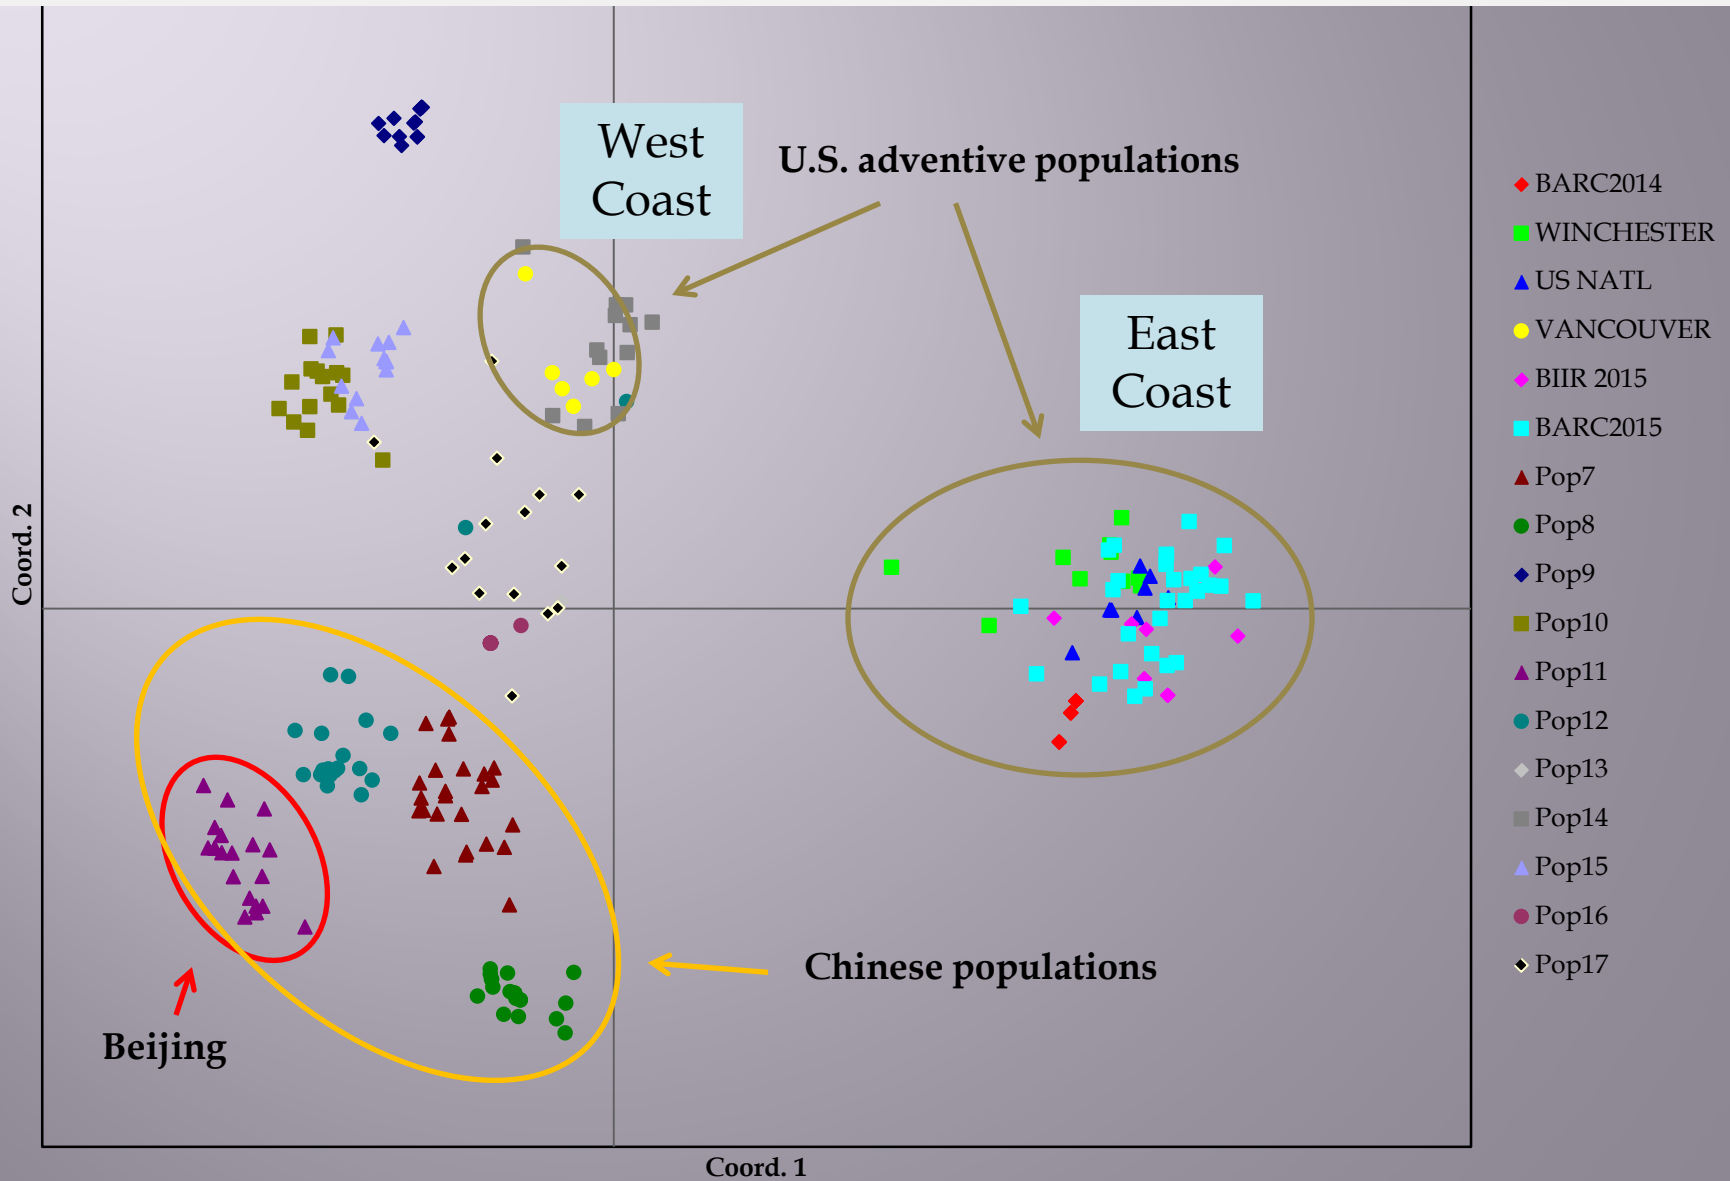 West
Coast
U.S. adventive populations
East
Coast
Coord. 2
Chinese populations
Beijing
Coord. 1
BARC2014
WINCHESTER
US NATL
VANCOUVER
BIIR 2015
BARC2015
Pop7
Pop8
Pop9
Pop10
Pop11
Pop12
Pop13
Pop14
Pop15
Pop16
Pop17